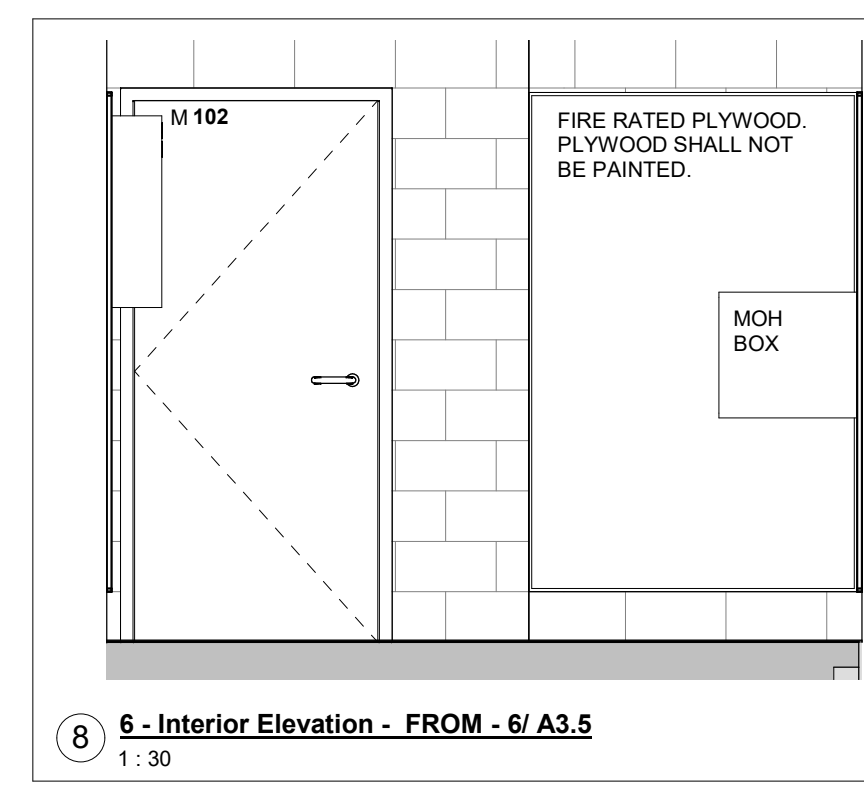 M 102
FIRE RATED PLYWOOD.
PLYWOOD SHALL NOT
BE PAINTED.
MOH
BOX
8
6 - Interior Elevation - FROM - 6/ A3.5
1 : 30